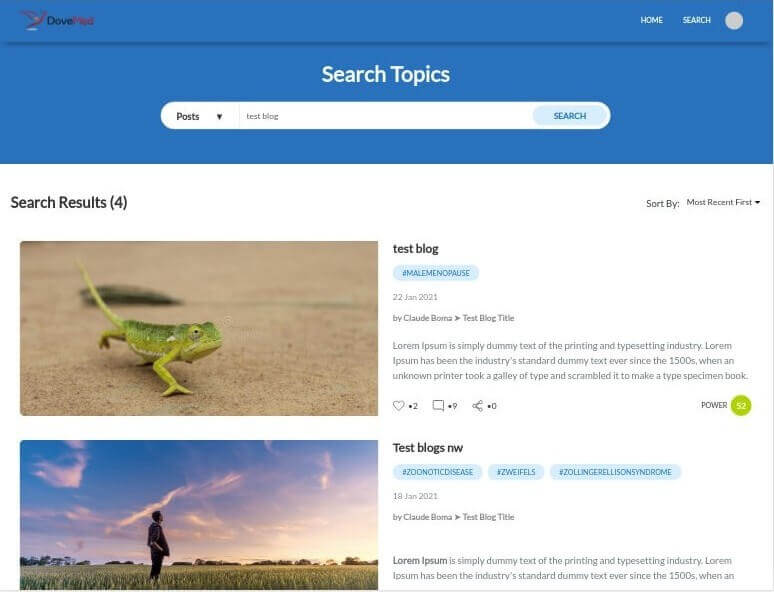 DoveMed
HOME SEARCH
Search Topics
Posts ▼ test blog SEARCH
Search Results (4)
Sort By: Most Recent First
test blog
#MALEMENOPAUSE
22 Jan 2021
by Claude Boma ➤ Test Blog Title
Lorem Ipsum is simply dummy text of the printing and typesetting industry. Lorem
Ipsum has been the industry's standard dummy text ever since the 1500s, when an
unknown printer took a galley of type and scrambled it to make a type specimen book.
•2 •9 •0 POWER 52
Test blogs nw
#ZOONOTICDISEASE #ZWEIFELS #ZOLLINGERELLISONSYNDROME
18 Jan 2021
by Claude Boma ➤ Test Blog Title
Lorem Ipsum is simply dummy text of the printing and typesetting industry. Lorem
Ipsum has been the industry's standard dummy text ever since the 1500s, when an